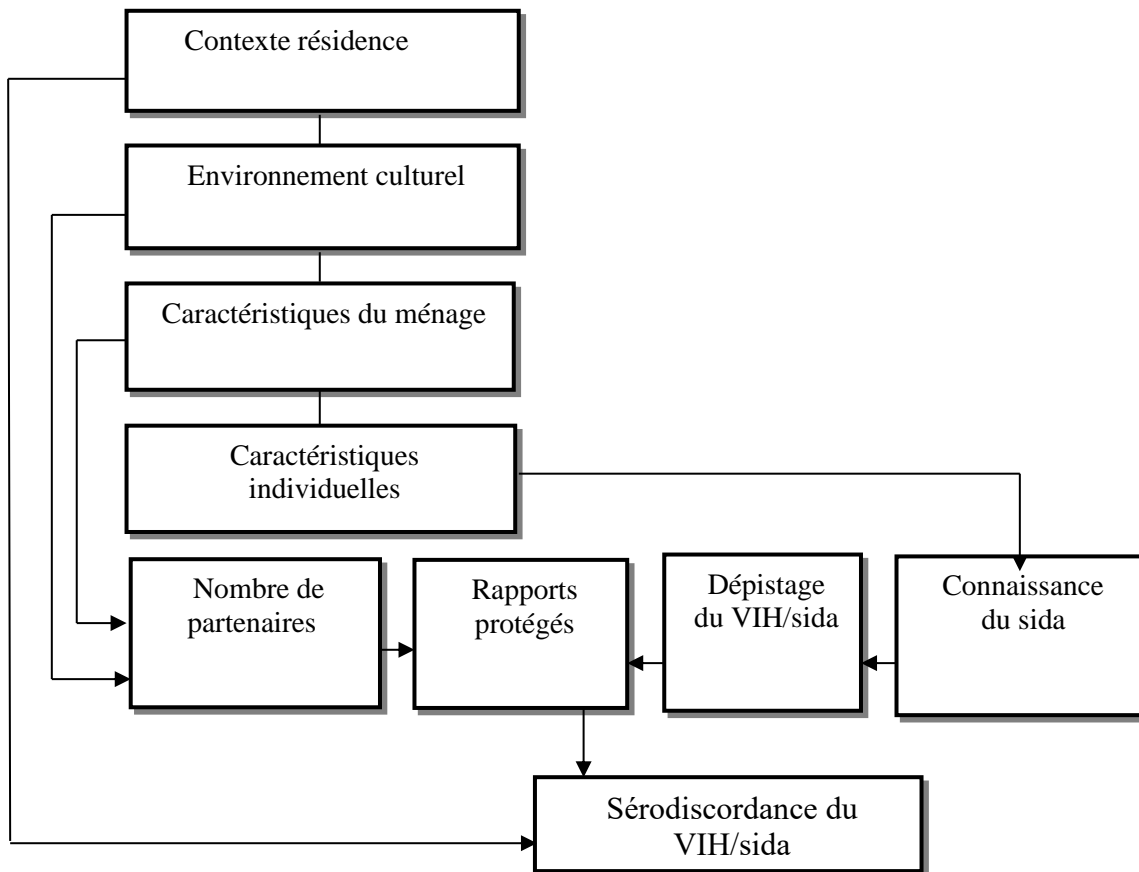 Contexte résidence
Environnement culturel
Caractéristiques du ménage
Caractéristiques
individuelles
Nombre de
partenaires
Rapports
protégés
Dépistage
du VIH/sida
Connaissance
du sida
Sérodiscordance du
VIH/sida